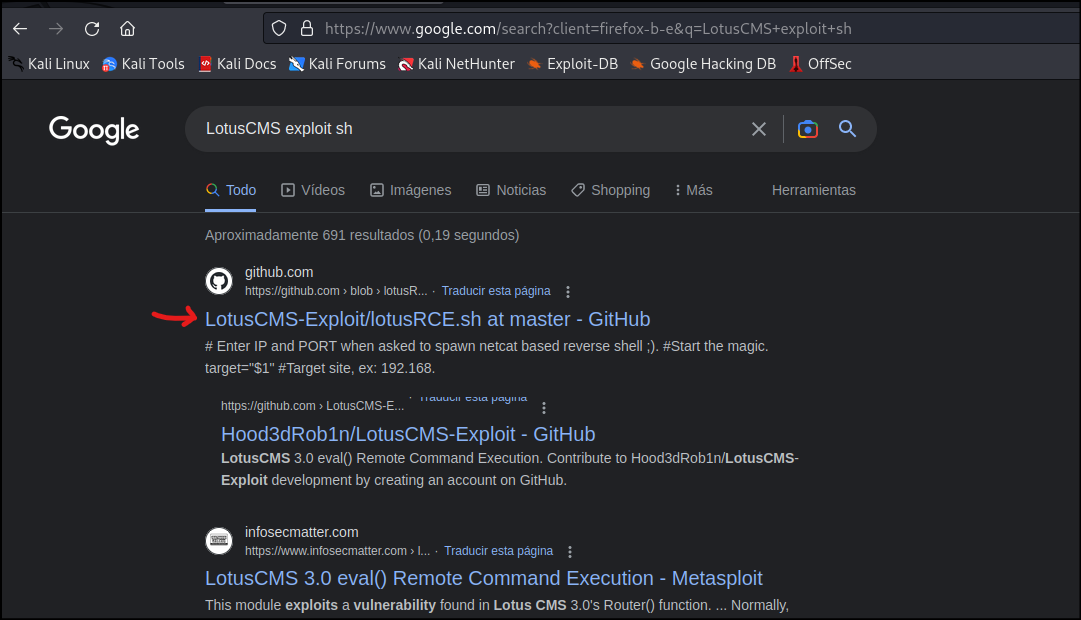 https://www.google.com/search?client=firefox-b-e&q=LotusCMS+exploit+sh
Kali Linux Kali Tools Kali Docs Kali Forums Kali NetHunter Exploit-DB Google Hacking DB OffSec
Google LotusCMS exploit sh
Todo Vídeos Imágenes Noticias Shopping Más Herramientas
Aproximadamente 691 resultados (0,19 segundos)
github.com
https://github.com › blob › lotusR... · Traducir esta página
LotusCMS-Exploit/lotusRCE.sh at master - GitHub
# Enter IP and PORT when asked to spawn netcat based reverse shell ;). #Start the magic.
target="$1" #Target site, ex: 192.168.
https://github.com › LotusCMS-E... · Traducir esta página
Hood3dRob1n/LotusCMS-Exploit - GitHub
LotusCMS 3.0 eval() Remote Command Execution. Contribute to Hood3dRob1n/LotusCMS-
Exploit development by creating an account on GitHub.
infosecmatter.com
https://www.infosecmatter.com › l... · Traducir esta página
LotusCMS 3.0 eval() Remote Command Execution - Metasploit
This module exploits a vulnerability found in Lotus CMS 3.0's Router() function. ... Normally,